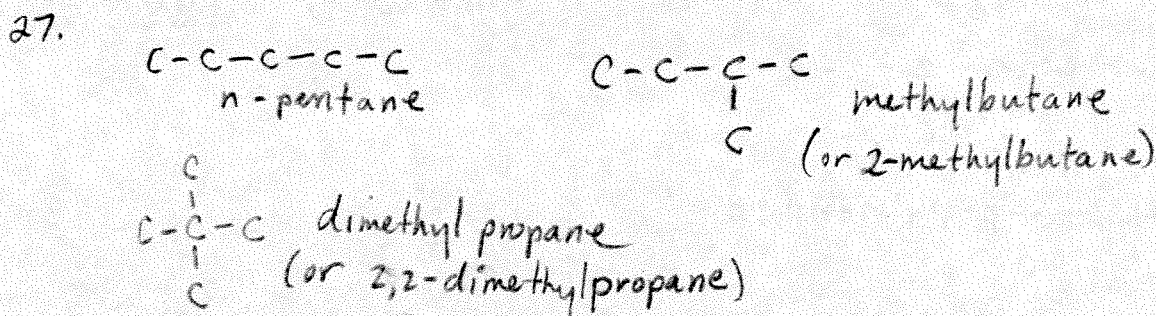 27.
C-C-C-C-C
n-pentane
C-C-C-C
C
methylbutane
(or 2-methylbutane)
C
C-C-C
C
dimethyl propane
(or 2,2-dimethylpropane)